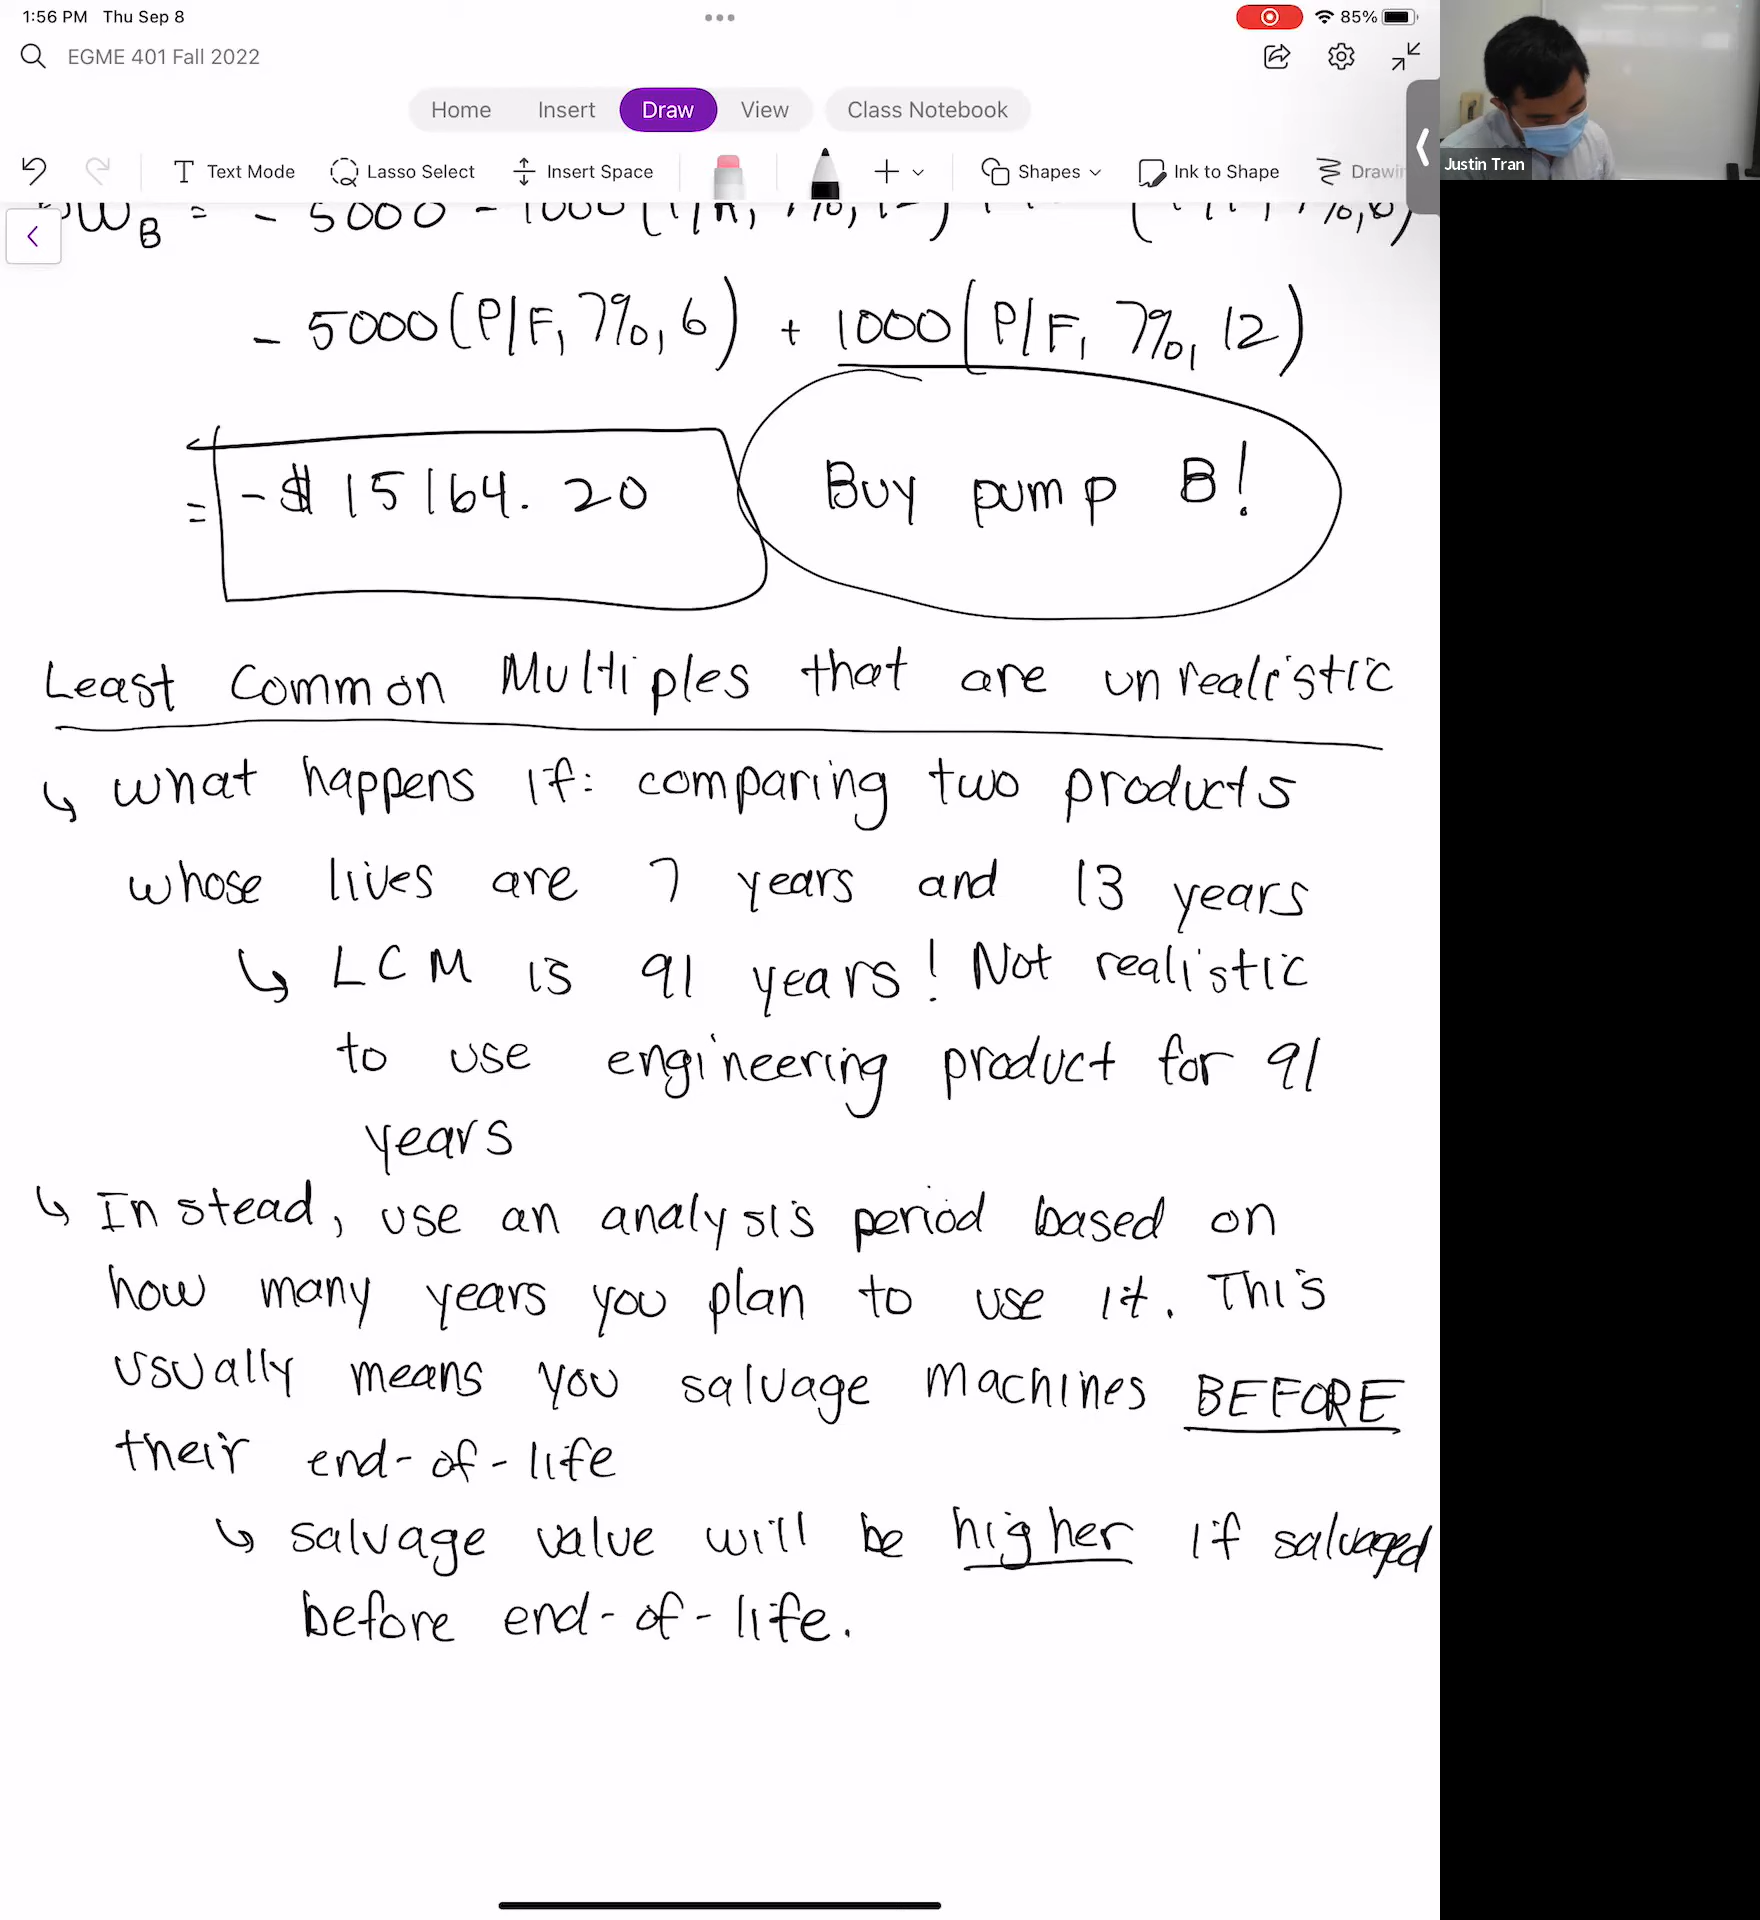 1:56 PM Thu Sep 8
85%
EGME 401 Fall 2022
Home Insert Draw View Class Notebook
Text Mode Lasso Select Insert Space Shapes Ink to Shape Drawi
Justin Tran
PW_B = - 5000 - 1000
- 5000 (P/F, 7%, 6) + 1000 (P/F, 7%, 12)
= -$15164.20 Buy pump B!
Least Common Multiples that are unrealistic
↳ what happens if: comparing two products
whose lives are 7 years and 13 years
↳ LCM is 91 years! Not realistic
to use engineering product for 91
years
↳ Instead, use an analysis period based on
how many years you plan to use it. This
usually means you salvage machines BEFORE
their end-of-life
↳ salvage value will be higher if salvaged
before end-of-life.